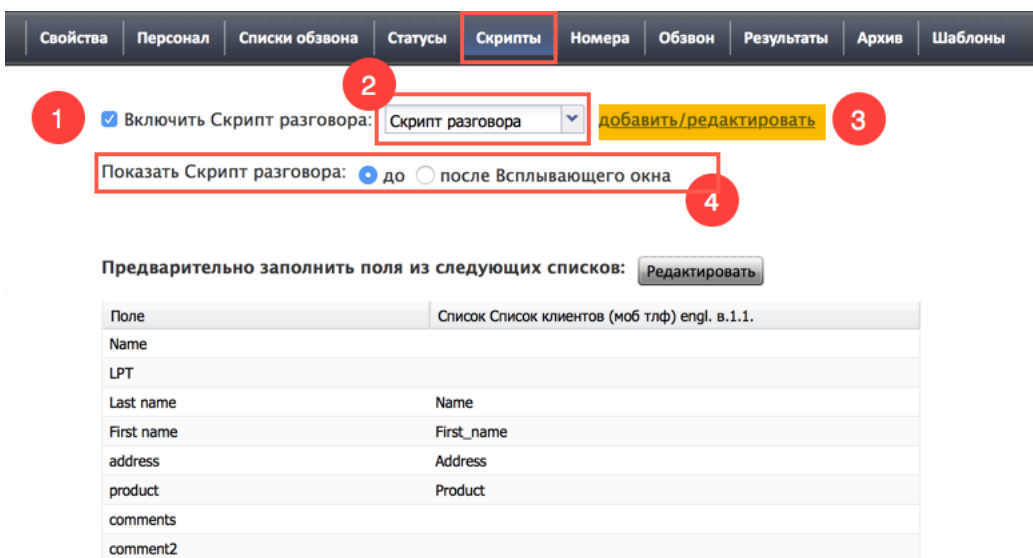 Свойства Персонал Списки обзвона Статусы Скрипты Номера Обзвон Результаты Архив Шаблоны
2
1 Включить Скрипт разговора: Скрипт разговора добавить/редактировать 3
Показать Скрипт разговора: до после Всплывающего окна
4
Предварительно заполнить поля из следующих списков: Редактировать
Поле Список Список клиентов (моб тлф) engl. в.1.1.
Name
LPT
Last name Name
First name First_name
address Address
product Product
comments
comment2